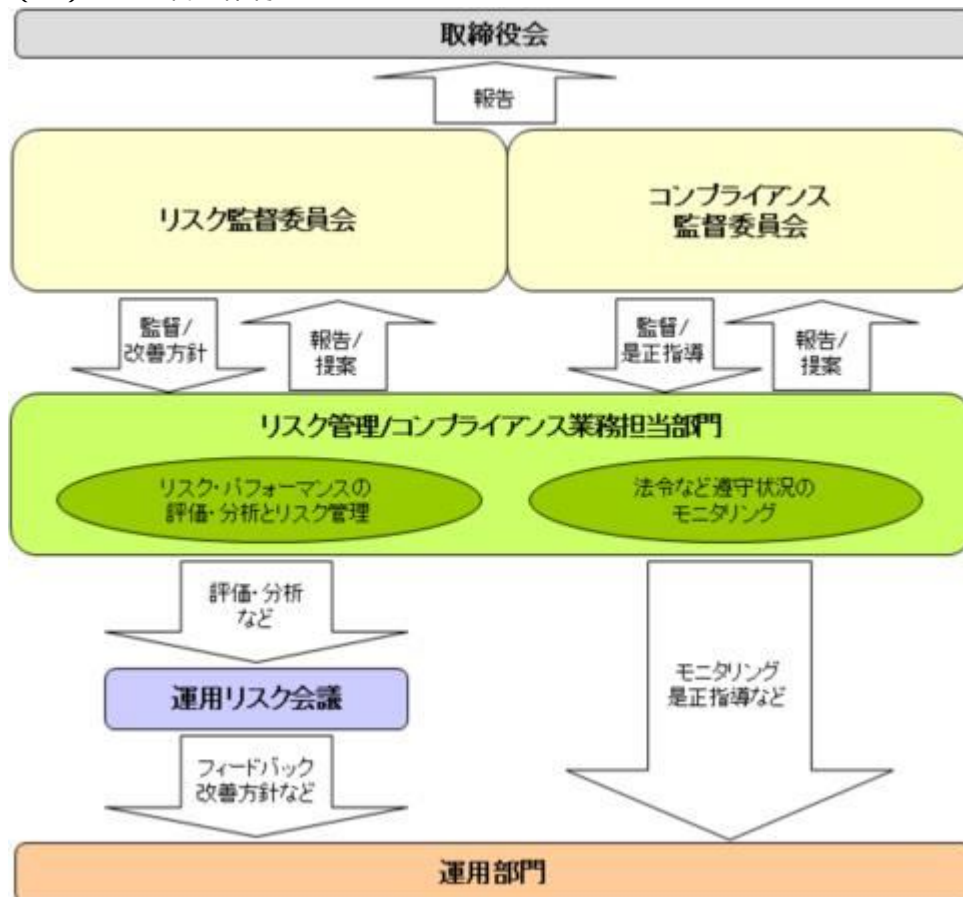 取締役会
報告
リスク監督委員会
コンプライアンス
監督委員会
監督/
改善方針
報告/
提案
監督/
是正指導
報告/
提案
リスク管理/コンプライアンス業務担当部門
リスク・パフォーマンスの
評価・分析とリスク管理
法令など遵守状況の
モニタリング
評価・分析
など
運用リスク会議
モニタリング
是正指導など
フィードバック
改善方針など
運用部門